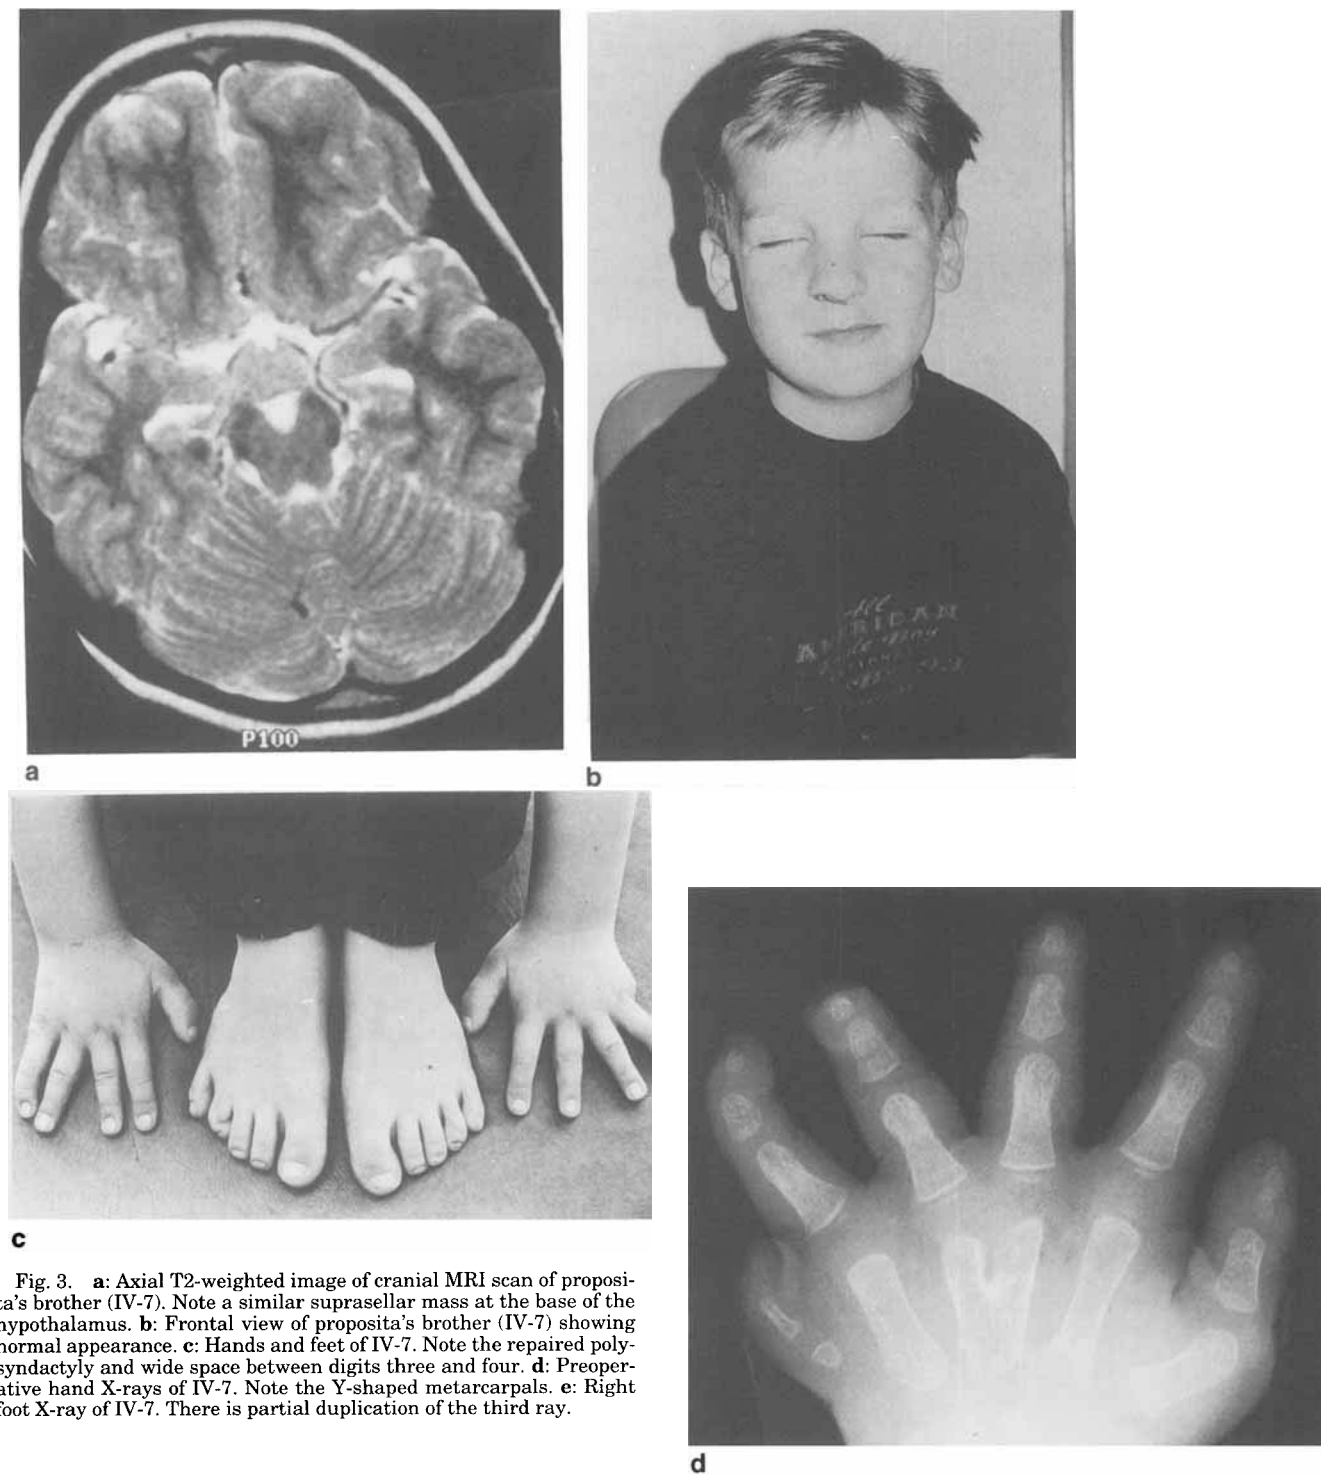 P100
a
b
All
AMERICAN
c
d
Fig. 3. a: Axial T2-weighted image of cranial MRI scan of proposi-
ta's brother (IV-7). Note a similar suprasellar mass at the base of the
hypothalamus. b: Frontal view of proposita's brother (IV-7) showing
normal appearance. c: Hands and feet of IV-7. Note the repaired poly-
syndactyly and wide space between digits three and four. d: Preoper-
ative hand X-rays of IV-7. Note the Y-shaped metarcarpals. e: Right
foot X-ray of IV-7. There is partial duplication of the third ray.